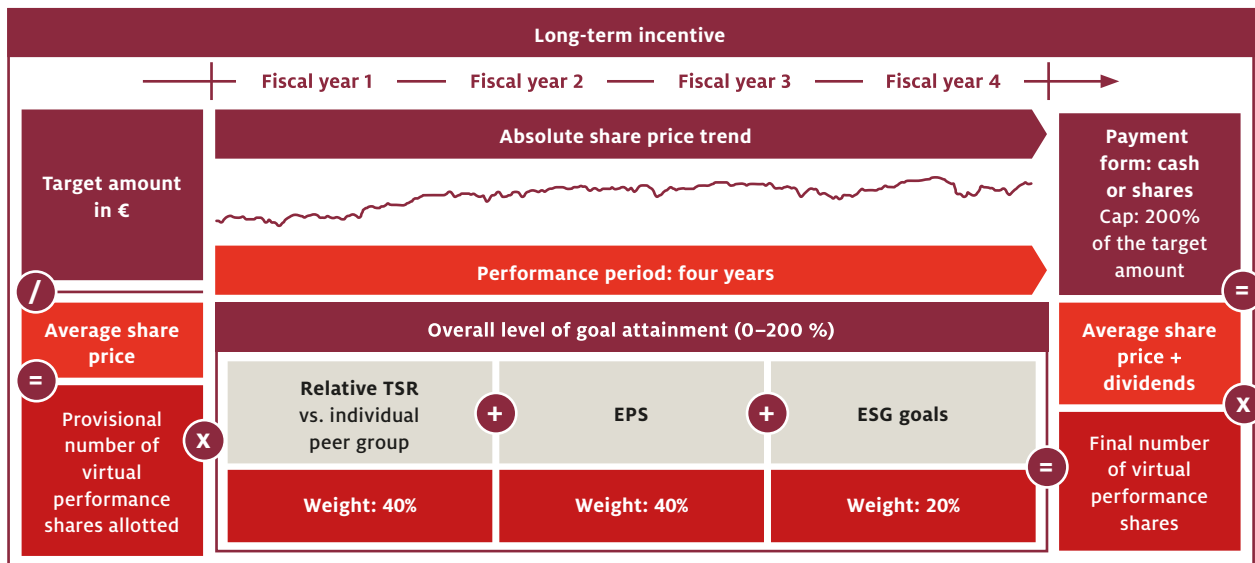 Long-term incentive
Fiscal year 1
Fiscal year 2
Fiscal year 3
Fiscal year 4
Target amount
in €
/
Average share
price
=
Provisional
number of
virtual
performance
shares allotted
x
Absolute share price trend
Performance period: four years
Overall level of goal attainment (0–200 %)
Relative TSR
vs. individual
peer group
+
EPS
+
ESG goals
Weight: 40%
Weight: 40%
Weight: 20%
=
Payment
form: cash
or shares
Cap: 200%
of the target
amount
=
Average share
price +
dividends
x
Final number
of virtual
performance
shares